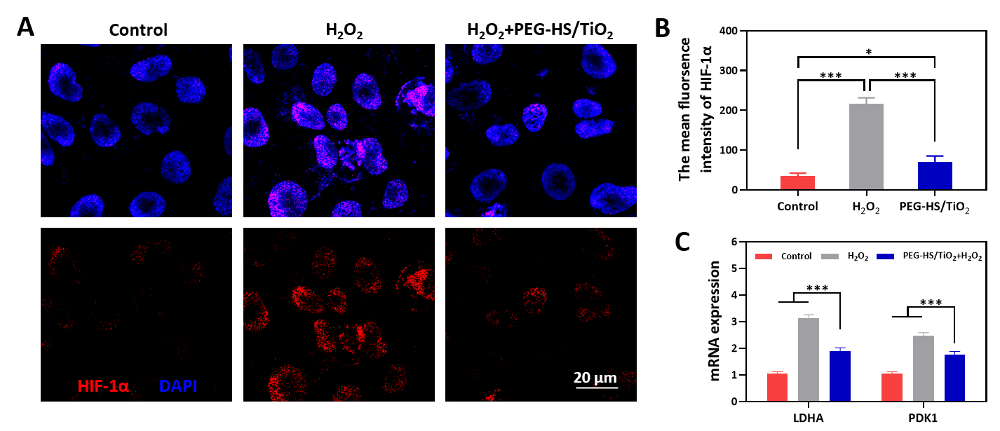 A
Control
H₂O₂
H₂O₂+PEG-HS/TiO₂
HIF-1α
DAPI
20 μm
B
The mean fluorsence
intensity of HIF-1α
400
300
200
100
0
*
***
***
Control
H₂O₂
PEG-HS/TiO₂
C
mRNA expression
6
5
4
3
2
1
0
Control
H₂O₂
PEG-HS/TiO₂+H₂O₂
***
***
LDHA
PDK1